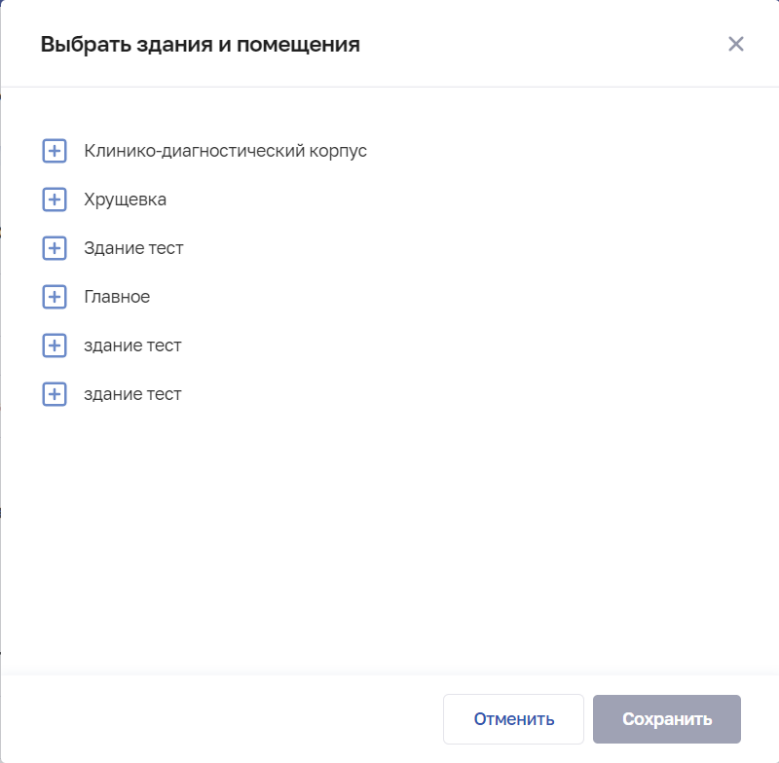 Выбрать здания и помещения
Клинико-диагностический корпус
Хрущевка
Здание тест
Главное
здание тест
здание тест
Отменить
Сохранить